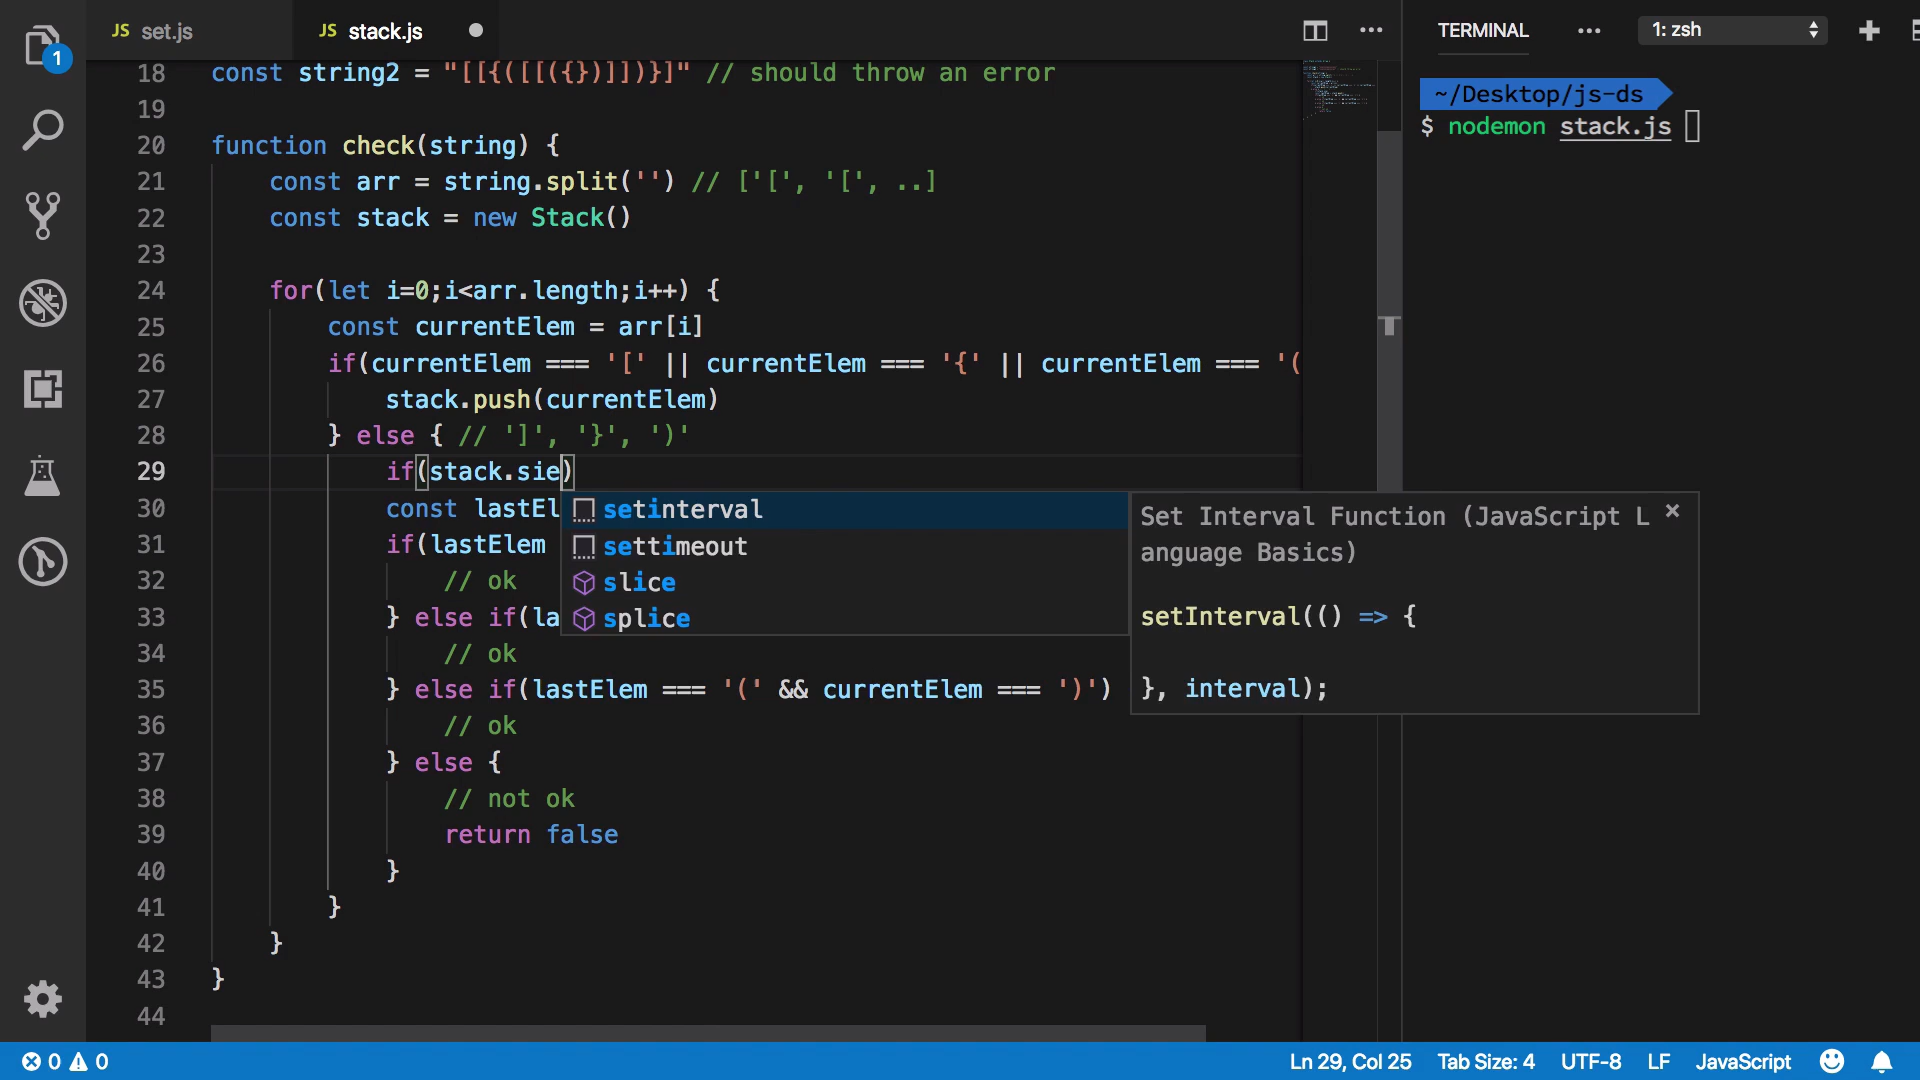 JS set.js
JS stack.js
TERMINAL
1: zsh
1
18 const string2 = "[[{([[({})]])}]" // should throw an error
19
20 function check(string) {
21 const arr = string.split('') // ['[', '[', ..]
22 const stack = new Stack()
23
24 for(let i=0;i<arr.length;i++) {
25 const currentElem = arr[i]
26 if(currentElem === '[' || currentElem === '{' || currentElem === '(
27 stack.push(currentElem)
28 } else { // ']', '}', ')'
29 if(stack.sie)
30 const lastEl
31 if(lastElem
32 // ok
33 } else if(la
34 // ok
35 } else if(lastElem === '(' && currentElem === ')')
36 // ok
37 } else {
38 // not ok
39 return false
40 }
41 }
42 }
43 }
44
setinterval
settimeout
slice
splice
Set Interval Function (JavaScript L
anguage Basics)
setInterval(() => {
}, interval);
~/Desktop/js-ds
$ nodemon stack.js
0 0
Ln 29, Col 25 Tab Size: 4 UTF-8 LF JavaScript